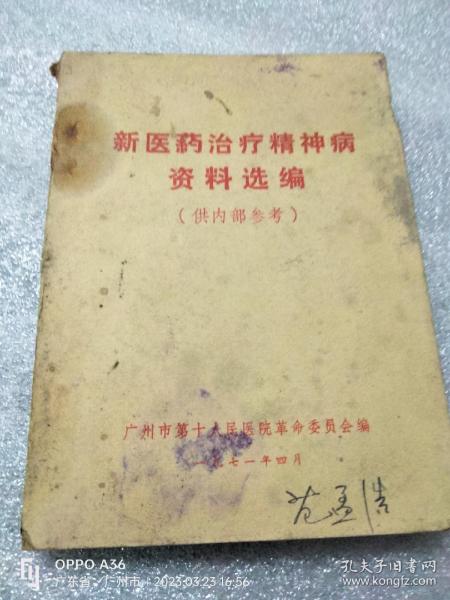 新医药治疗精神病
资料选编
(供内部参考)
广州市第十人民医院革命委员会编
一九七一年四月
范孟浩
OPPO A36
广东省·广州市 | 2023.03.23 16:56
孔夫子旧书网
www.kongfz.com